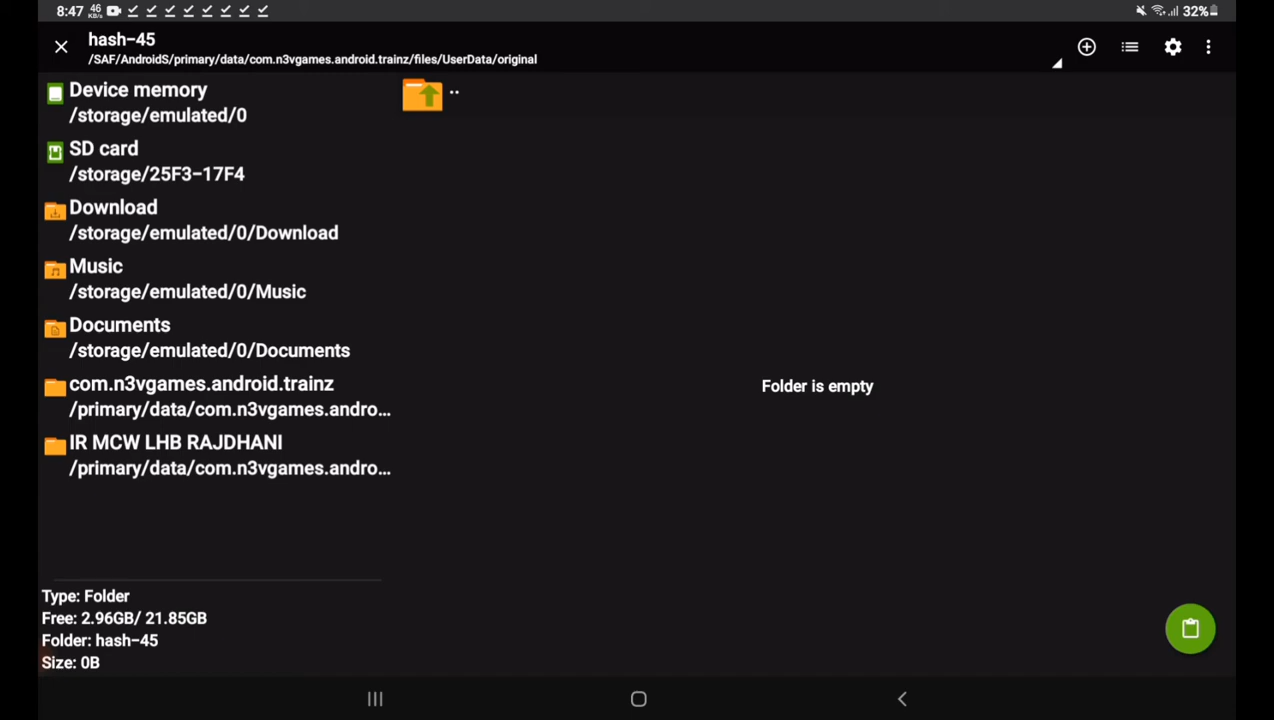 8:47 46 KB/s 32%
hash-45
/SAF/AndroidS/primary/data/com.n3vgames.android.trainz/files/UserData/original
Device memory
/storage/emulated/0
SD card
/storage/25F3-17F4
Download
/storage/emulated/0/Download
Music
/storage/emulated/0/Music
Documents
/storage/emulated/0/Documents
com.n3vgames.android.trainz
/primary/data/com.n3vgames.andro...
IR MCW LHB RAJDHANI
/primary/data/com.n3vgames.andro...
Type: Folder
Free: 2.96GB/ 21.85GB
Folder: hash-45
Size: 0B
..
Folder is empty